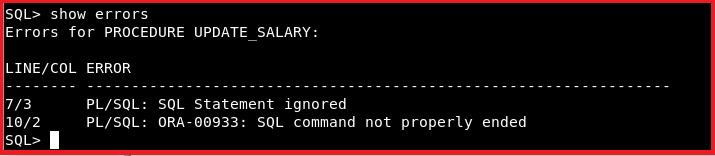 SQL> show errors
Errors for PROCEDURE UPDATE_SALARY:
LINE/COL ERROR
-------- -----------------------------------------------------------------
7/3      PL/SQL: SQL Statement ignored
10/2     PL/SQL: ORA-00933: SQL command not properly ended
SQL>